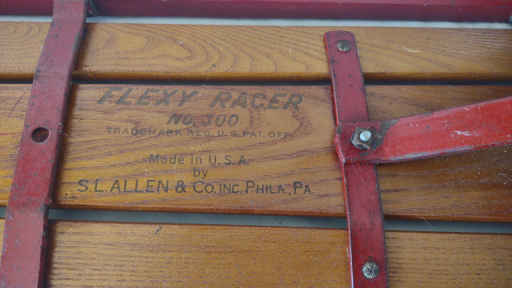 FLEXY RACER
NO. 300
TRADEMARK REG. U.S. PAT. OFF.
Made in U.S.A.
by
S.L. ALLEN & CO. INC. PHILA., PA.